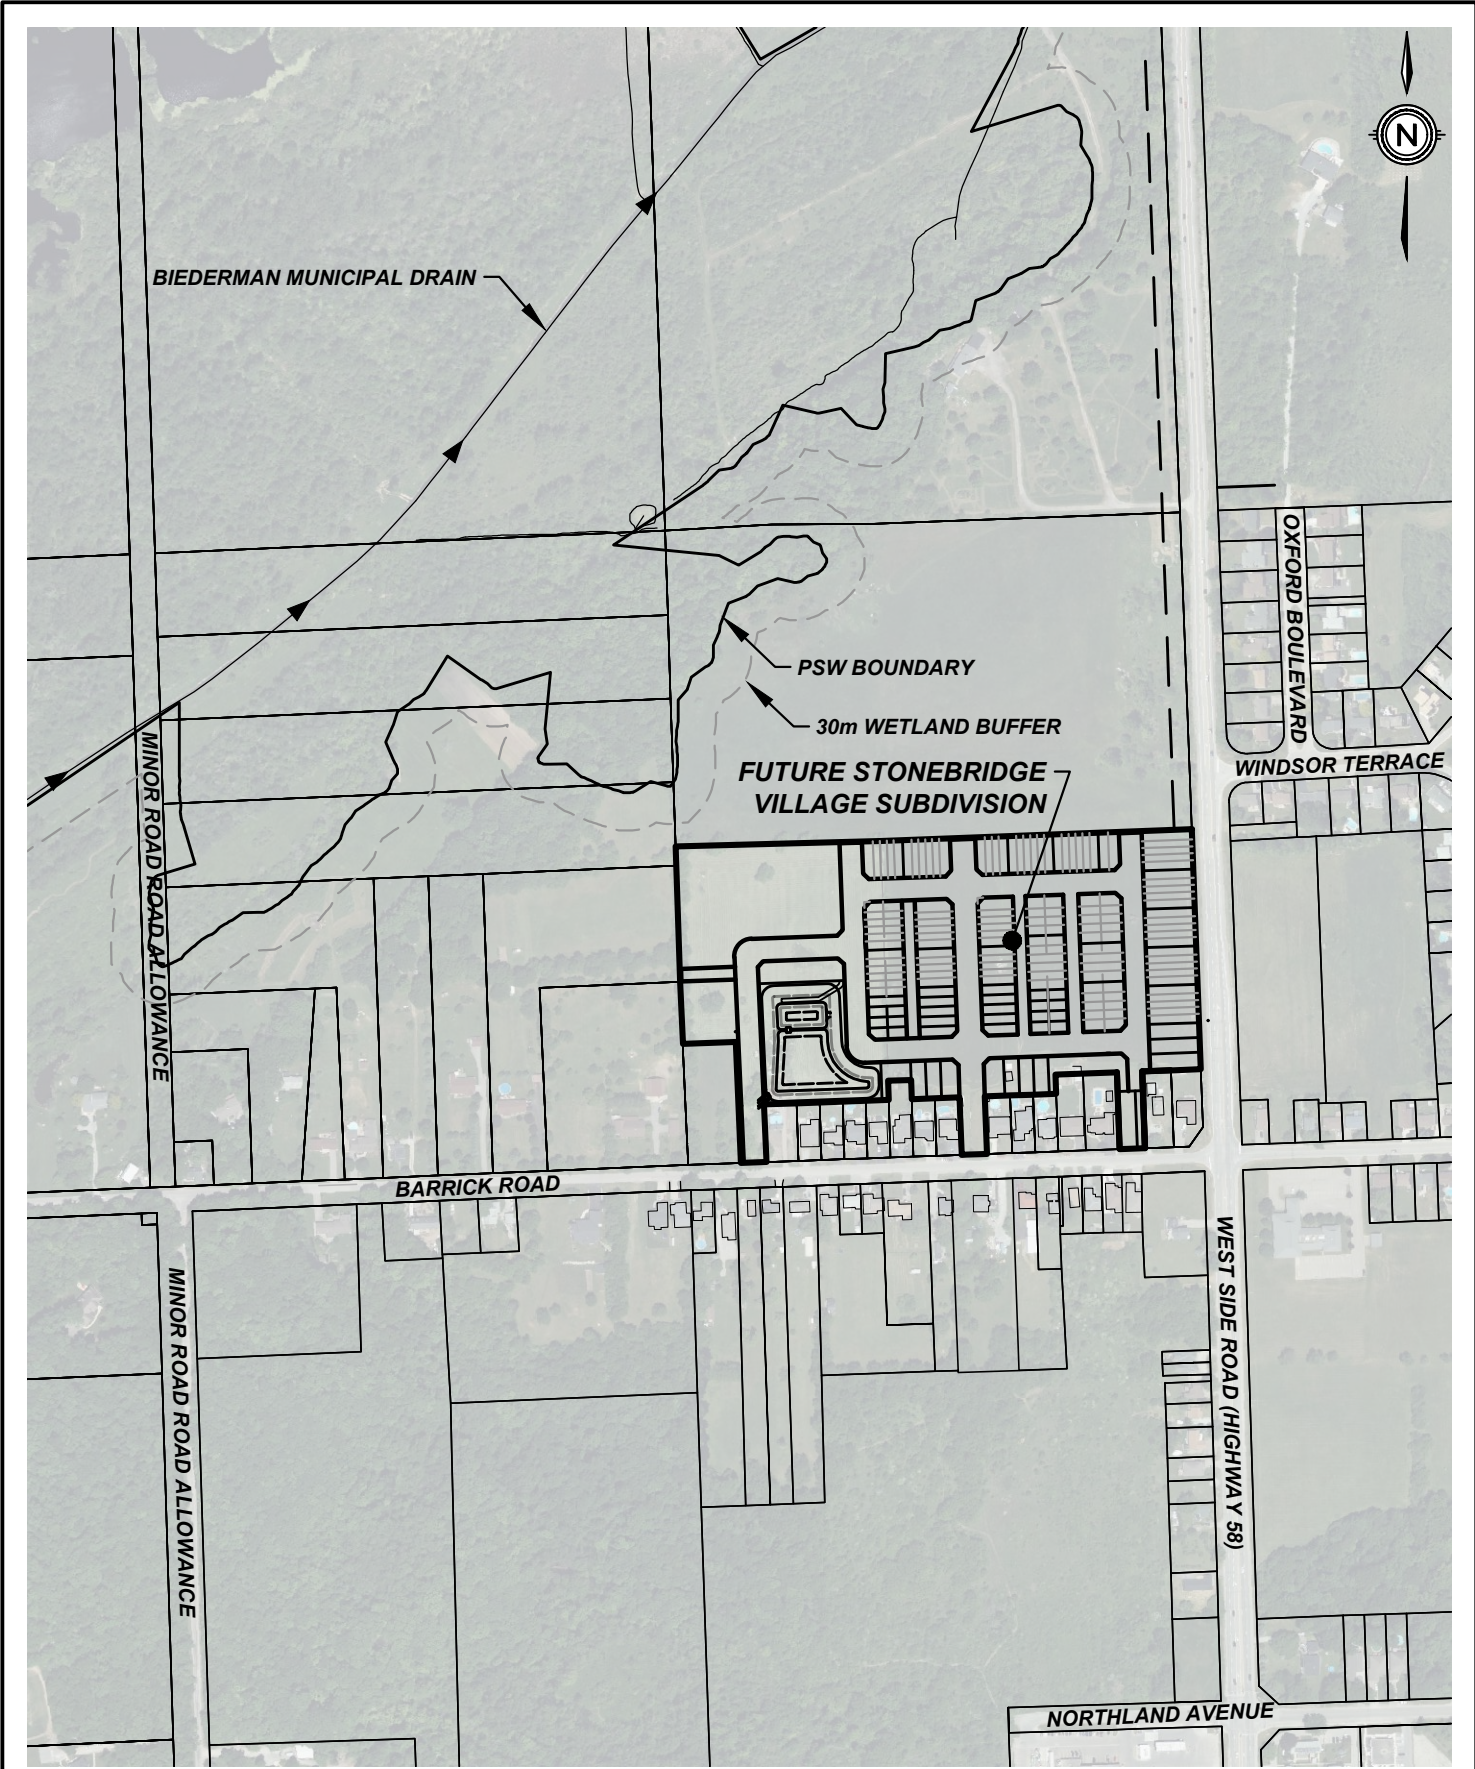 N
BIEDERMAN MUNICIPAL DRAIN
OXFORD BOULEVARD
PSW BOUNDARY
30m WETLAND BUFFER
FUTURE STONEBRIDGE
VILLAGE SUBDIVISION
WINDSOR TERRACE
MINOR ROAD ROAD ALLOWANCE
BARRICK ROAD
MINOR ROAD ROAD ALLOWANCE
WEST SIDE ROAD (HIGHWAY 58)
NORTHLAND AVENUE